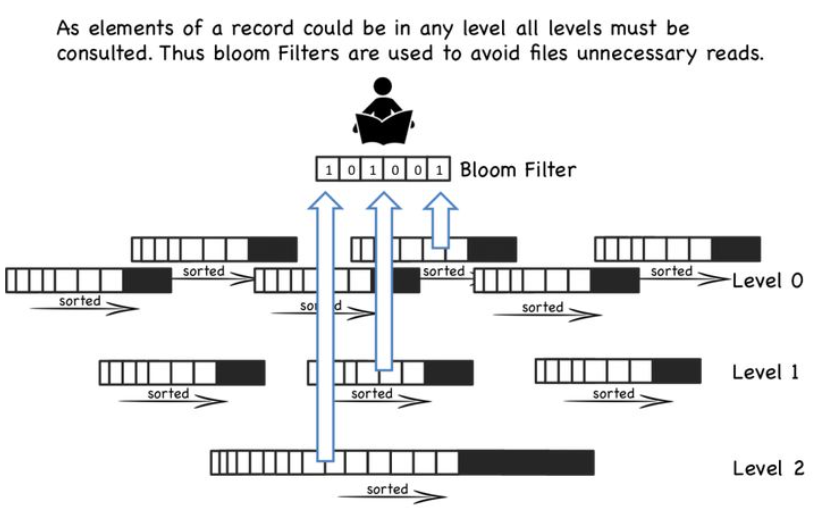 As elements of a record could be in any level all levels must be
consulted. Thus bloom Filters are used to avoid files unnecessary reads.
1 0 1 0 0 1 Bloom Filter
sorted sorted sorted Level 0
sorted so d sorted
Level 1
sorted sorted sorted
Level 2
sorted